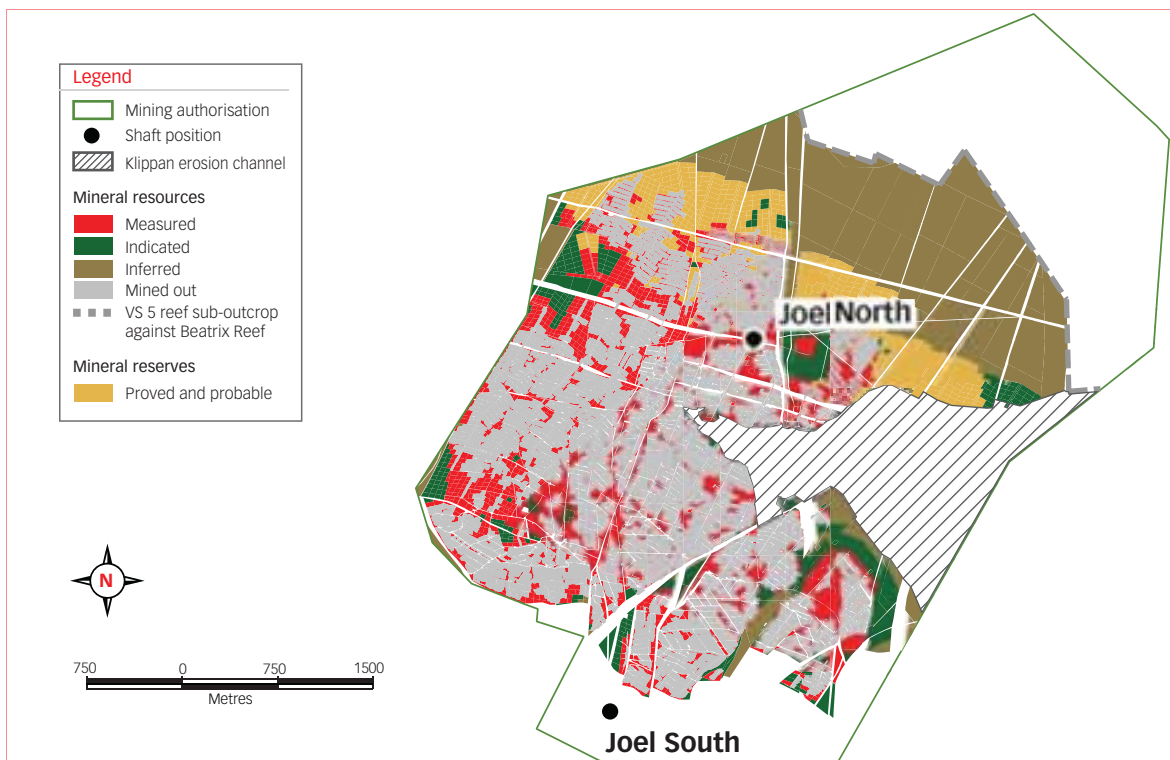 Legend
Mining authorisation
Shaft position
Klippan erosion channel
Mineral resources
Measured
Indicated
Inferred
Mined out
VS 5 reef sub-outcrop
against Beatrix Reef
Mineral reserves
Proved and probable
Joel North
N
750 0 750 1500
Metres
Joel South